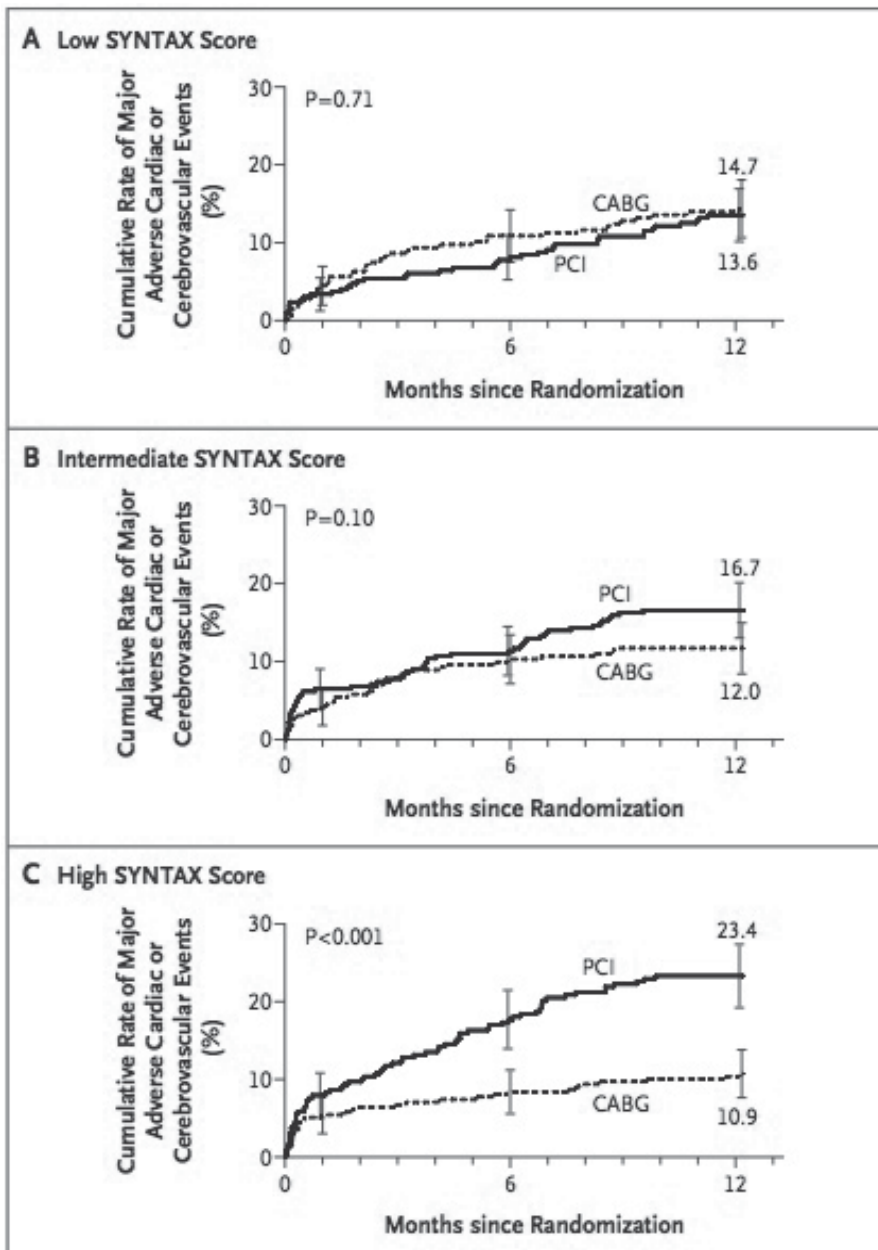 A Low SYNTAX Score
Cumulative Rate of Major
Adverse Cardiac or
Cerebrovascular Events
(%)
30
20
10
0
P=0.71
CABG
PCI
14.7
13.6
0 6 12
Months since Randomization
B Intermediate SYNTAX Score
Cumulative Rate of Major
Adverse Cardiac or
Cerebrovascular Events
(%)
30
20
10
0
P=0.10
PCI
CABG
16.7
12.0
0 6 12
Months since Randomization
C High SYNTAX Score
Cumulative Rate of Major
Adverse Cardiac or
Cerebrovascular Events
(%)
30
20
10
0
P<0.001
PCI
CABG
23.4
10.9
0 6 12
Months since Randomization